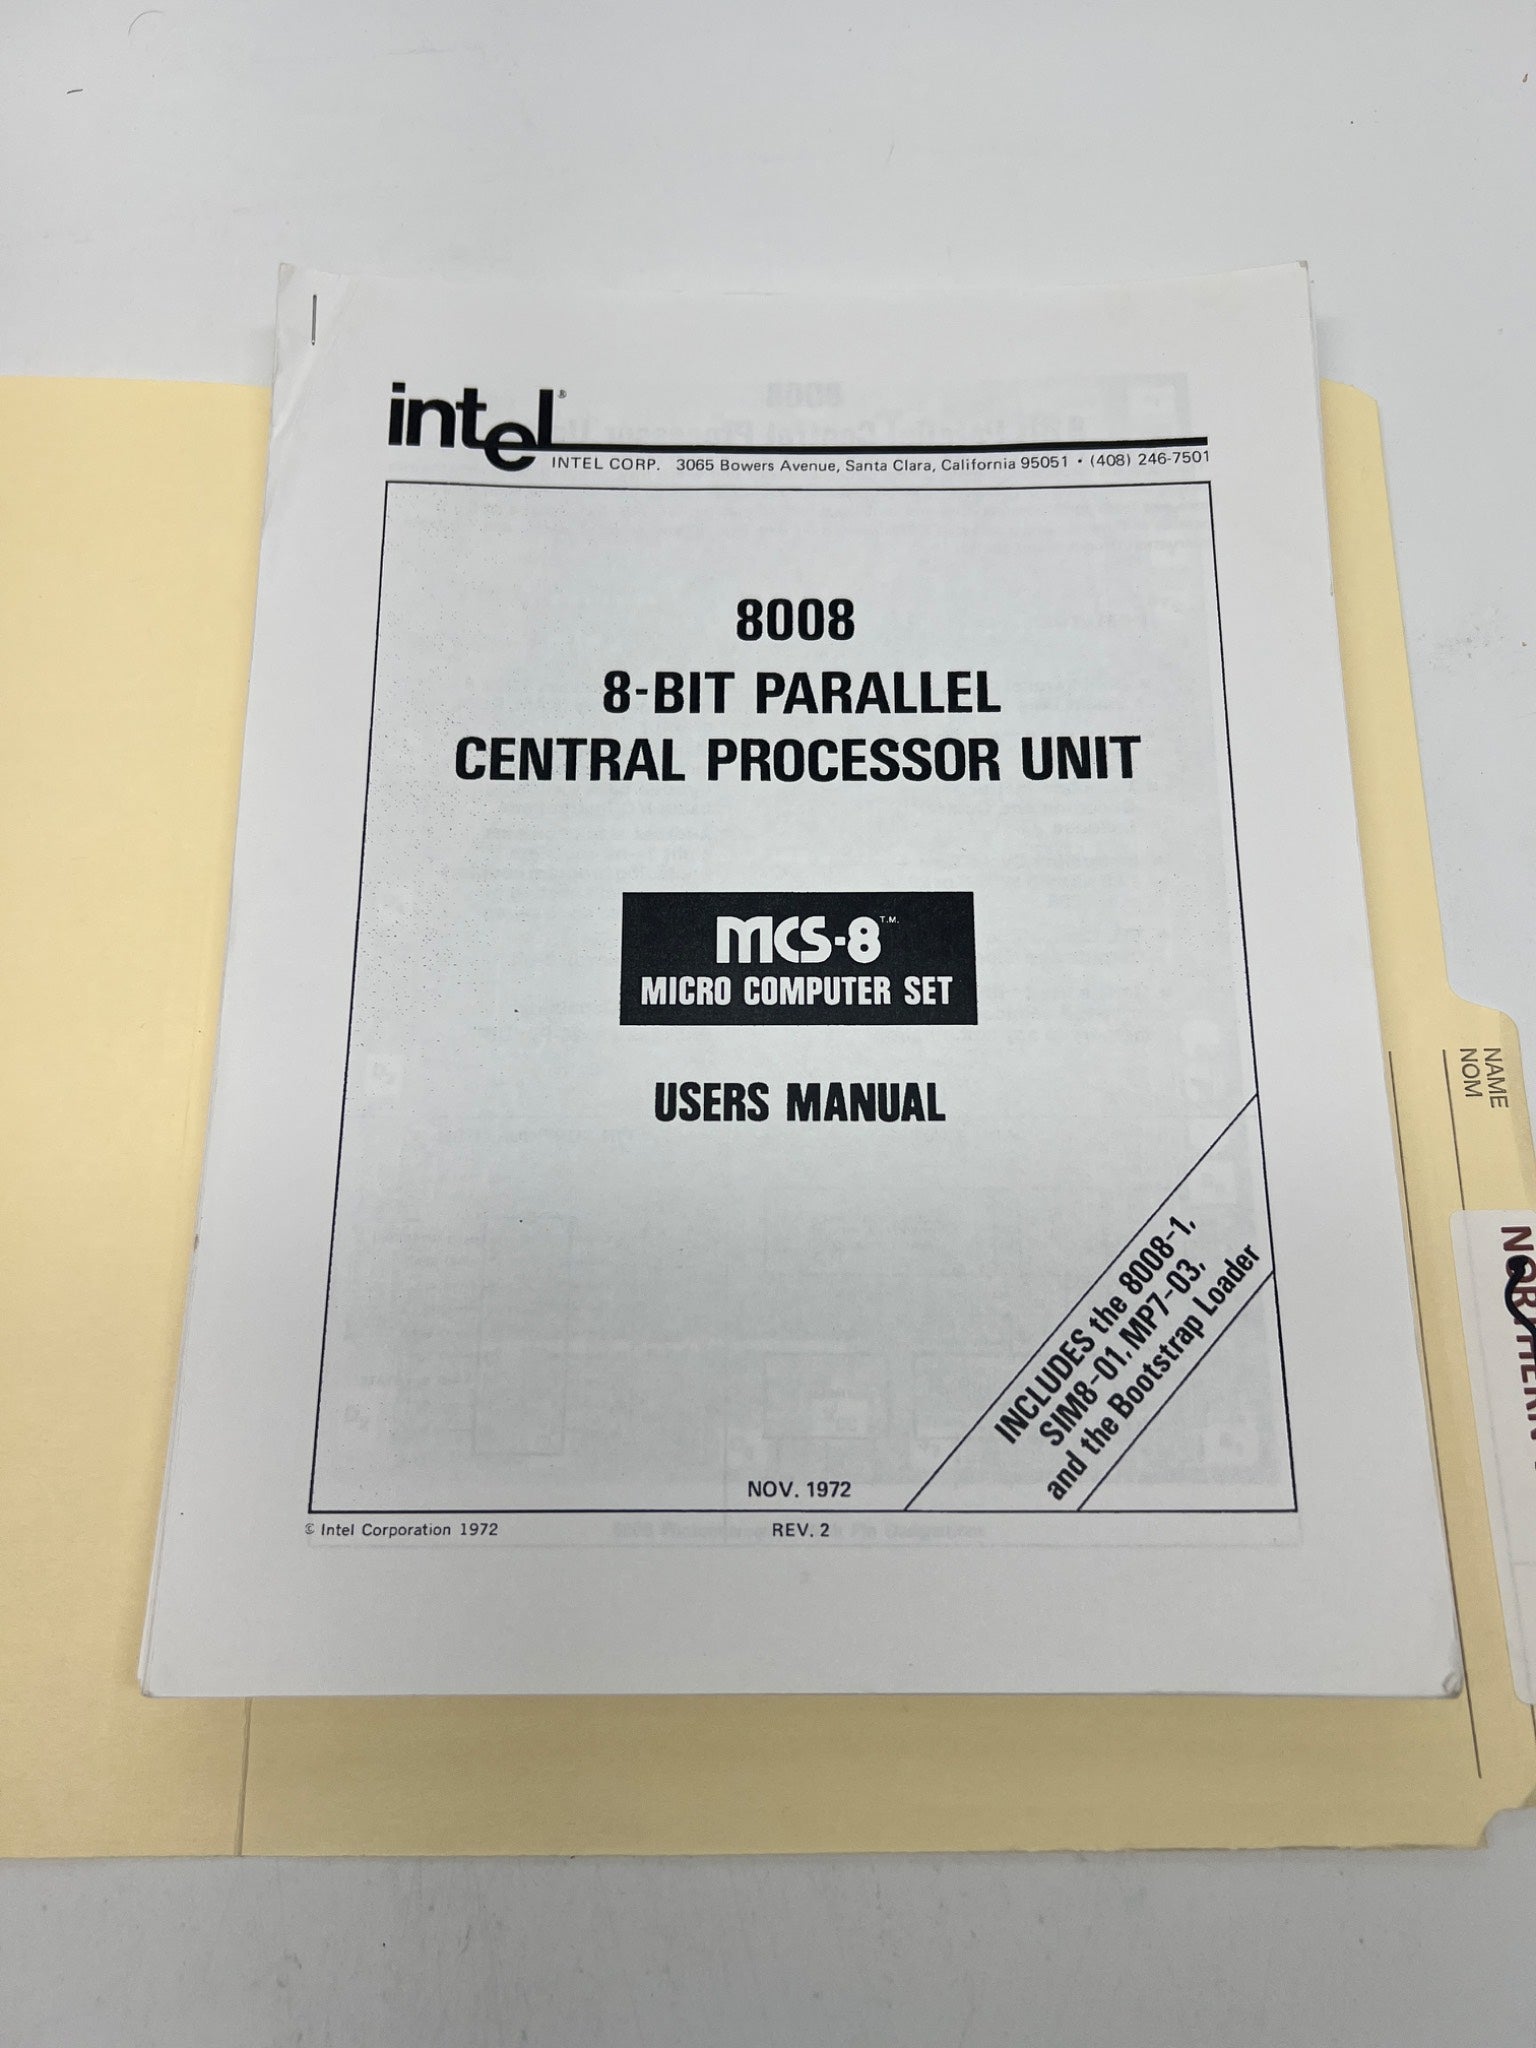 intel®
INTEL CORP. 3065 Bowers Avenue, Santa Clara, California 95051 • (408) 246-7501
8008
8-BIT PARALLEL
CENTRAL PROCESSOR UNIT
MCS-8 T.M.
MICRO COMPUTER SET
USERS MANUAL
INCLUDES the 8008-1,
SIM8-01, MP7-03,
and the Bootstrap Loader
NOV. 1972
© Intel Corporation 1972
REV. 2
NAME
NOM
NORTHERN